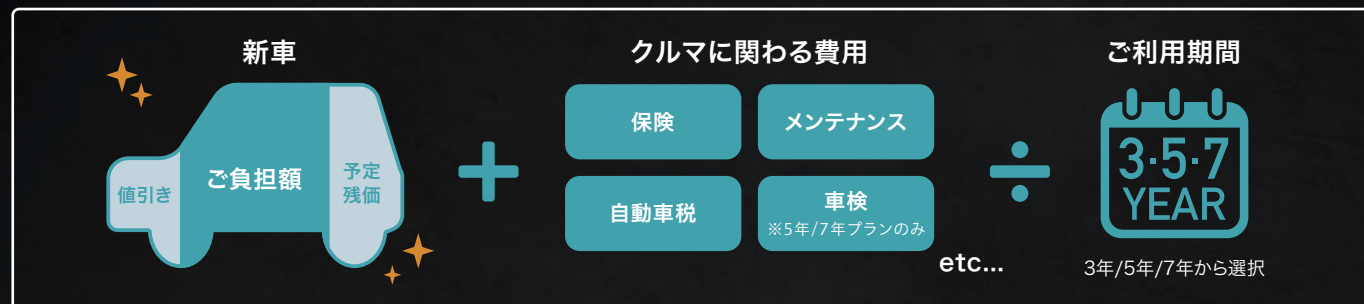 新車
値引き
ご負担額
予定
残価
クルマに関わる費用
保険
メンテナンス
自動車税
車検
※5年/7年プランのみ
etc...
ご利用期間
3·5·7
YEAR
3年/5年/7年から選択